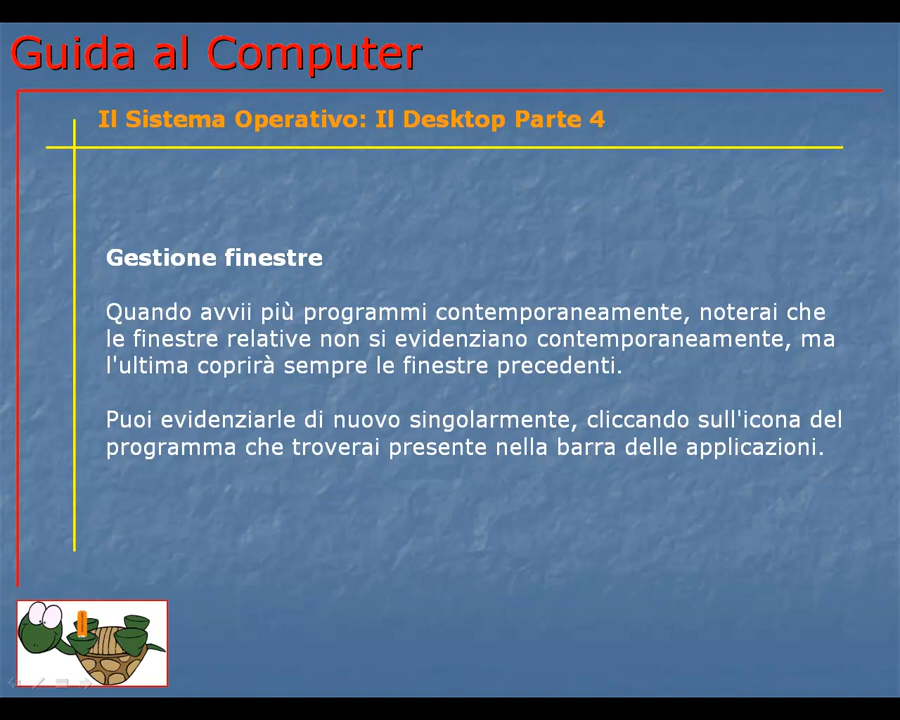 Guida al Computer
Il Sistema Operativo: Il Desktop Parte 4
Gestione finestre
Quando avvii più programmi contemporaneamente, noterai che
le finestre relative non si evidenziano contemporaneamente, ma
l'ultima coprirà sempre le finestre precedenti.
Puoi evidenziarle di nuovo singolarmente, cliccando sull'icona del
programma che troverai presente nella barra delle applicazioni.